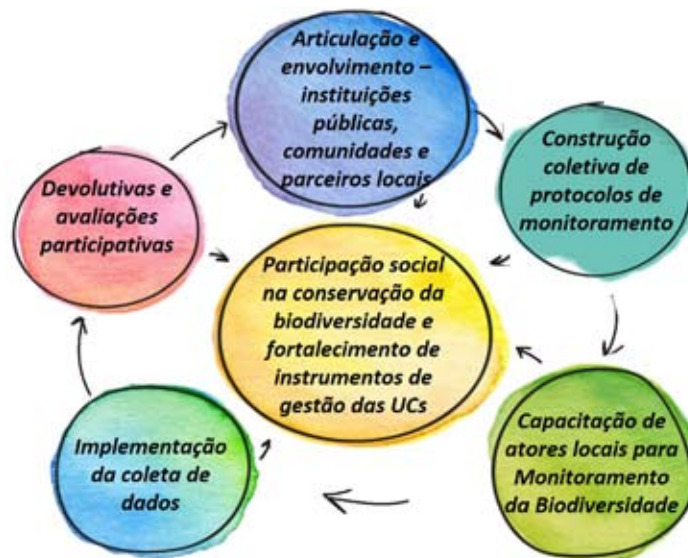 Articulação e
envolvimento –
instituições
públicas,
comunidades e
parceiros locais
Construção
coletiva de
protocolos de
monitoramento
Capacitação de
atores locais para
Monitoramento
da Biodiversidade
Implementação
da coleta de
dados
Devolutivas e
avaliações
participativas
Participação social
na conservação da
biodiversidade e
fortalecimento de
instrumentos de
gestão das UCs